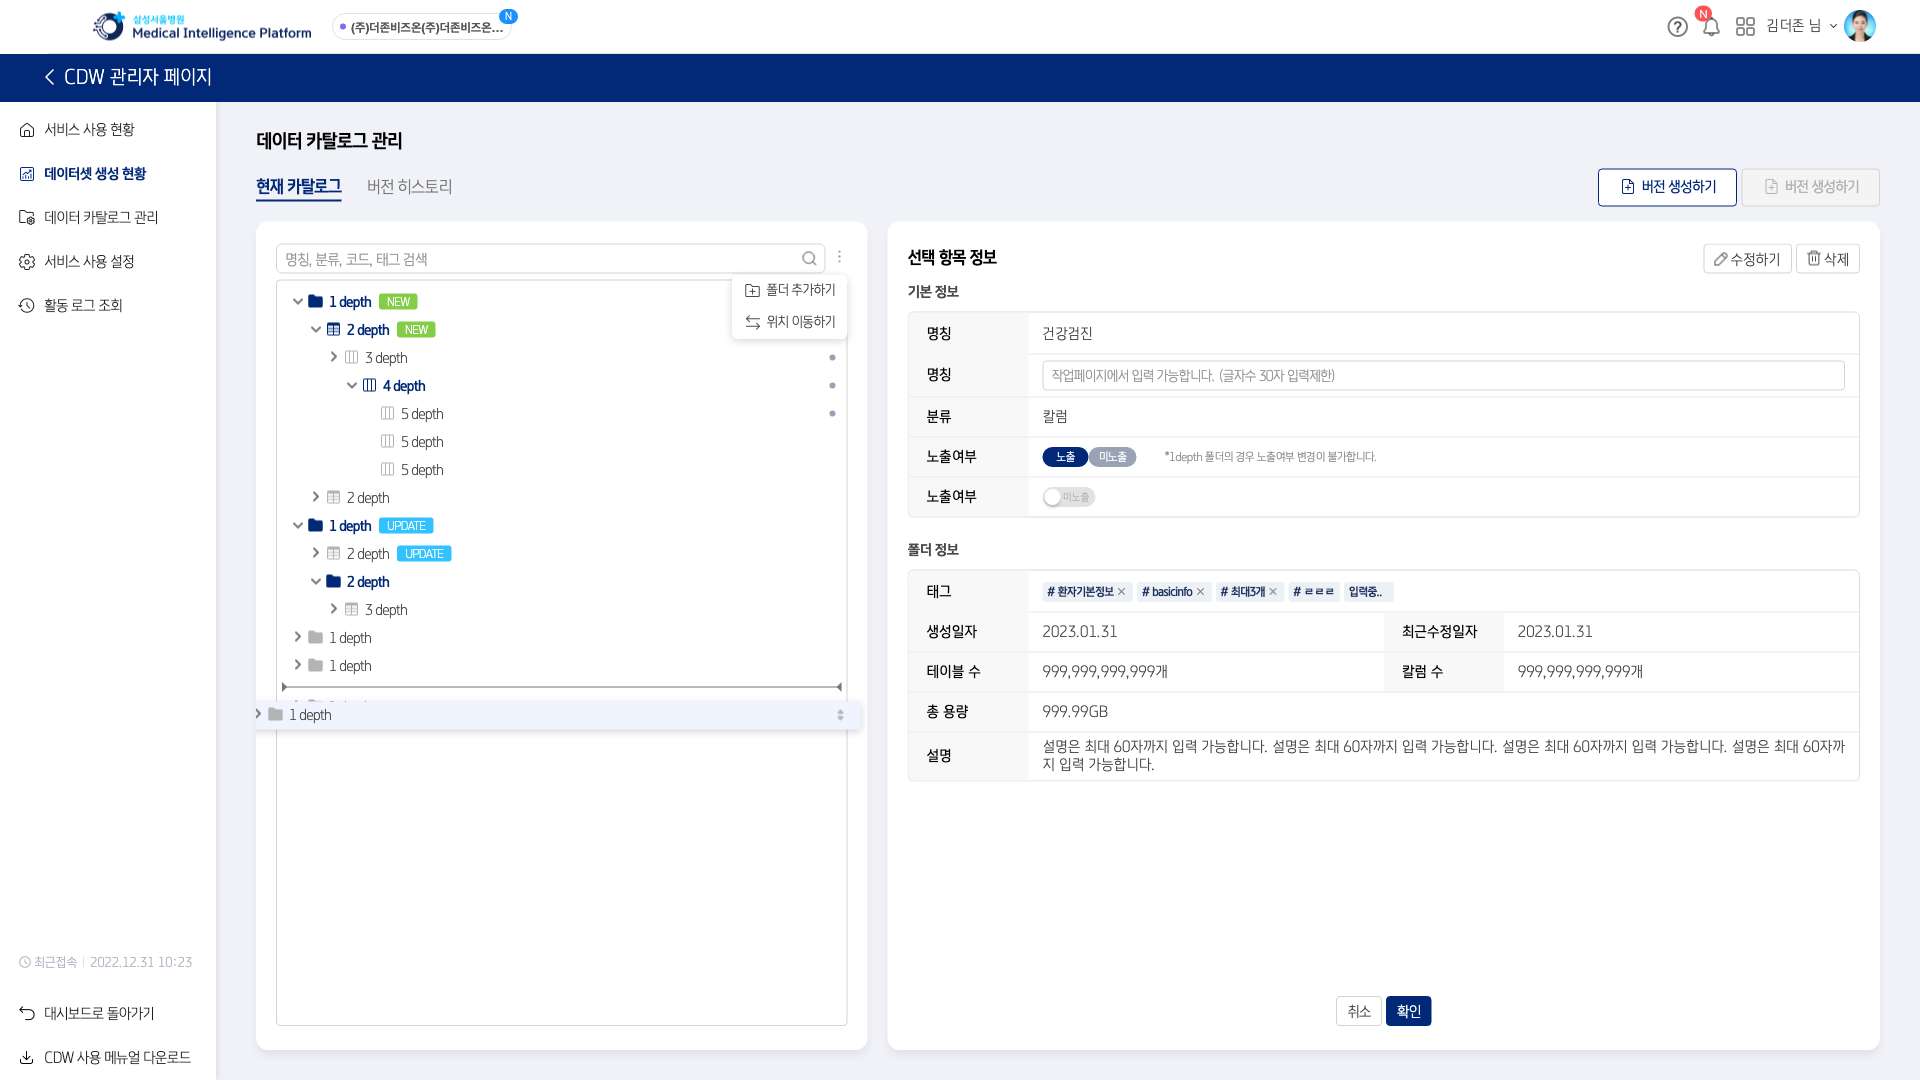 삼성서울병원
Medical Intelligence Platform
(주)더존비즈온(주)더존비즈온...
N
N
김더존 님
CDW 관리자 페이지
서비스 사용 현황
데이터셋 생성 현황
데이터 카탈로그 관리
서비스 사용 설정
활동 로그 조회
최근접속
2022.12.31 10:23
대시보드로 돌아가기
CDW 사용 메뉴얼 다운로드
데이터 카탈로그 관리
현재 카탈로그
버전 히스토리
버전 생성하기
버전 생성하기
명칭, 분류, 코드, 태그 검색
폴더 추가하기
위치 이동하기
1 depth NEW
2 depth NEW
3 depth
4 depth
5 depth
5 depth
5 depth
2 depth
1 depth UPDATE
2 depth UPDATE
2 depth
3 depth
1 depth
1 depth
1 depth
선택 항목 정보
수정하기
삭제
기본 정보
명칭 건강검진
명칭 작업페이지에서 입력 가능합니다. (글자수 30자 입력제한)
분류 칼럼
노출여부 노출 미노출 *1depth 폴더의 경우 노출여부 변경이 불가합니다.
노출여부 미노출
폴더 정보
태그 # 환자기본정보 # basicinfo # 최대3개 # ㄹㄹㄹ 입력중..
생성일자 2023.01.31 최근수정일자 2023.01.31
테이블 수 999,999,999,999개 칼럼 수 999,999,999,999개
총 용량 999.99GB
설명 설명은 최대 60자까지 입력 가능합니다. 설명은 최대 60자까지 입력 가능합니다. 설명은 최대 60자까지 입력 가능합니다. 설명은 최대 60자까
지 입력 가능합니다.
취소
확인